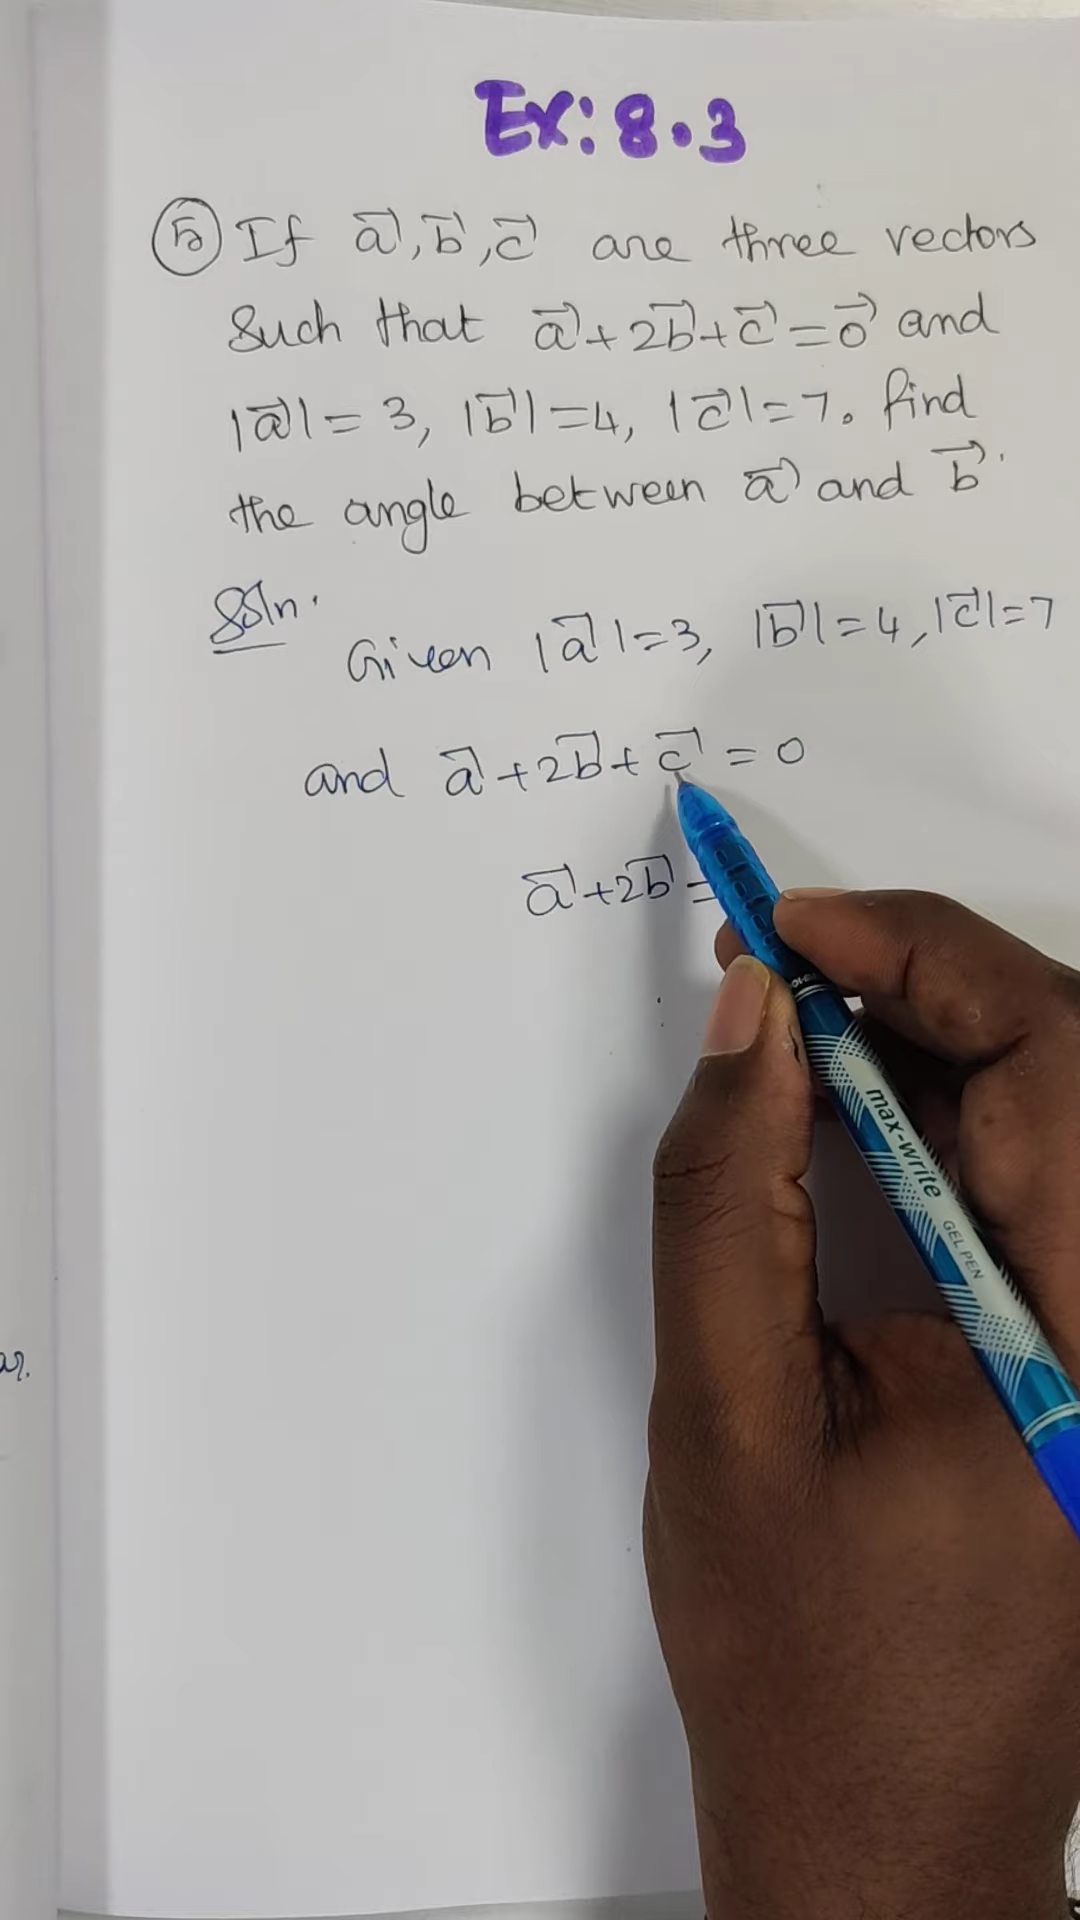 Ex: 8.3
⑤ If a⃗, b⃗, c⃗ are three vectors
Such that a⃗ + 2b⃗ + c⃗ = 0⃗ and
|a⃗| = 3, |b⃗| = 4, |c⃗| = 7. find
the angle between a⃗ and b⃗.
Soln.
Given |a⃗| = 3, |b⃗| = 4, |c⃗| = 7
and a⃗ + 2b⃗ + c⃗ = 0
a⃗ + 2b⃗ =
max-write
GEL PEN